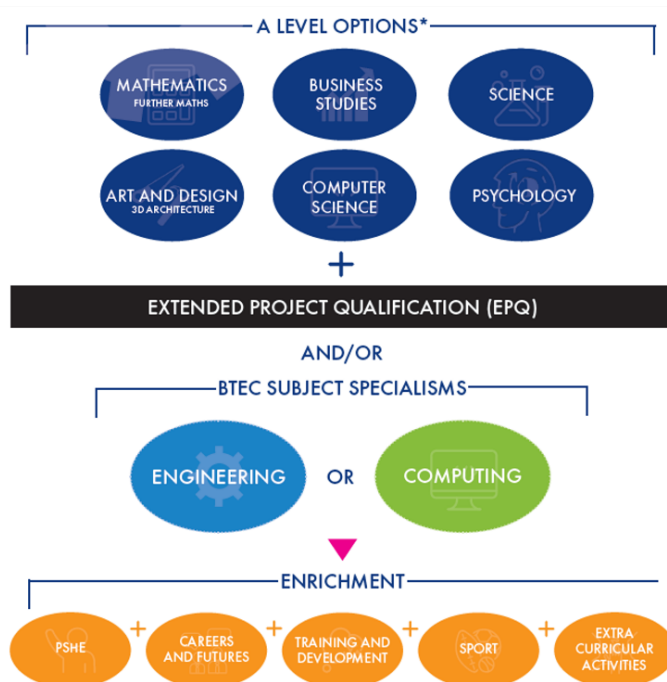 A LEVEL OPTIONS*
MATHEMATICS
FURTHER MATHS
BUSINESS
STUDIES
SCIENCE
ART AND DESIGN
3D ARCHITECTURE
COMPUTER
SCIENCE
PSYCHOLOGY
+
EXTENDED PROJECT QUALIFICATION (EPQ)
AND/OR
BTEC SUBJECT SPECIALISMS
ENGINEERING
OR
COMPUTING
ENRICHMENT
PSHE
+
CAREERS
AND FUTURES
+
TRAINING AND
DEVELOPMENT
+
SPORT
+
EXTRA
CURRICULAR
ACTIVITIES